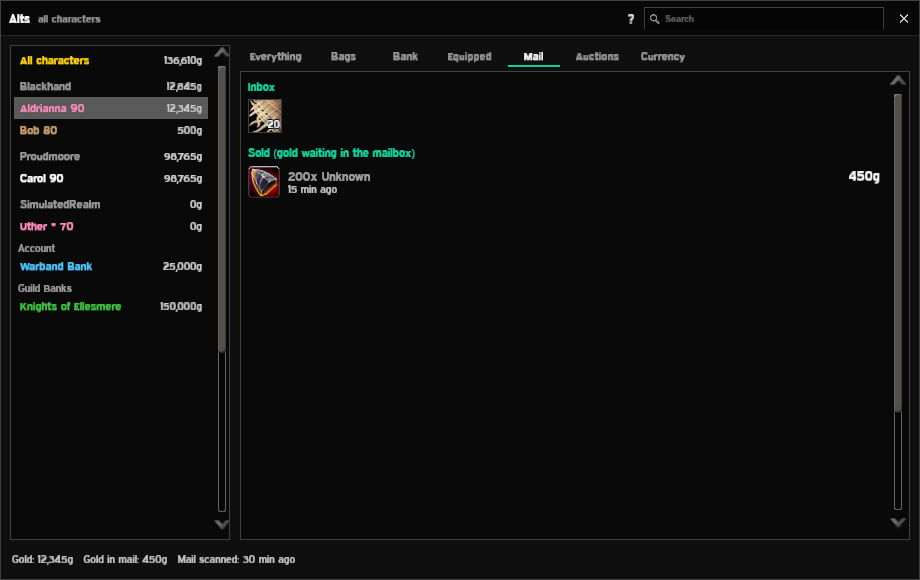 Alts all characters ? Search
All characters 136,610g
Blackhand 12,845g
Aldrianna 90 12,345g
Bob 80 500g
Proudmoore 98,765g
Carol 90 98,765g
SimulatedRealm 0g
Uther * 70 0g
Account
Warband Bank 25,000g
Guild Banks
Knights of Ellesmere 150,000g
Everything Bags Bank Equipped Mail Auctions Currency
Inbox
20
Sold (gold waiting in the mailbox)
200x Unknown 450g
15 min ago
Gold: 12,345g Gold in mail: 450g Mail scanned: 30 min ago